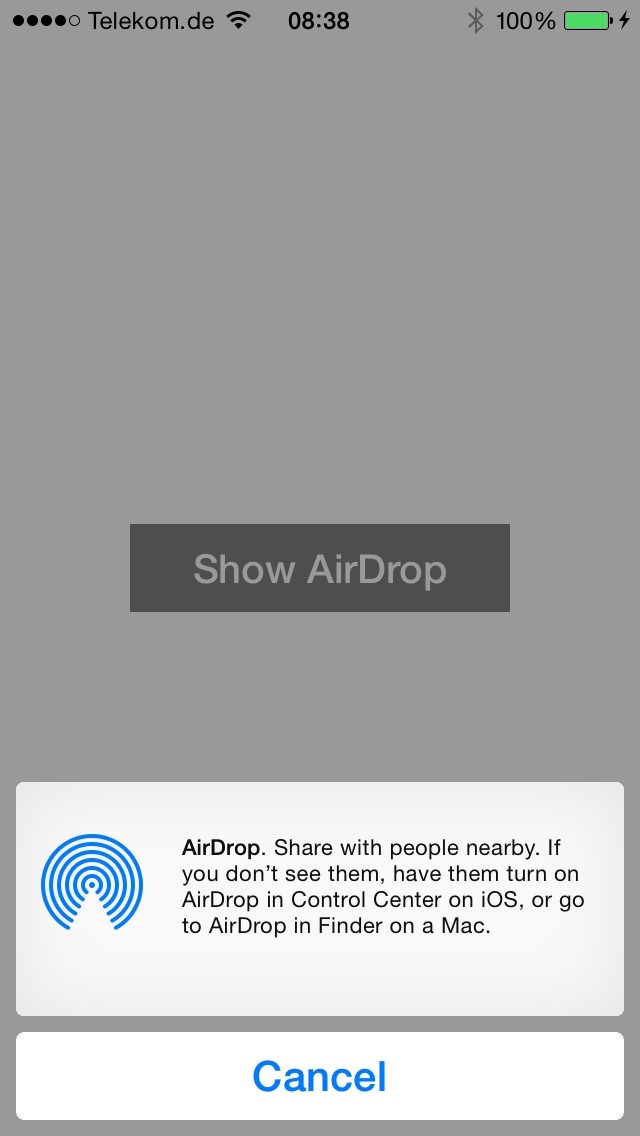 Telekom.de 08:38 100%
Show AirDrop
AirDrop. Share with people nearby. If
you don’t see them, have them turn on
AirDrop in Control Center on iOS, or go
to AirDrop in Finder on a Mac.
Cancel